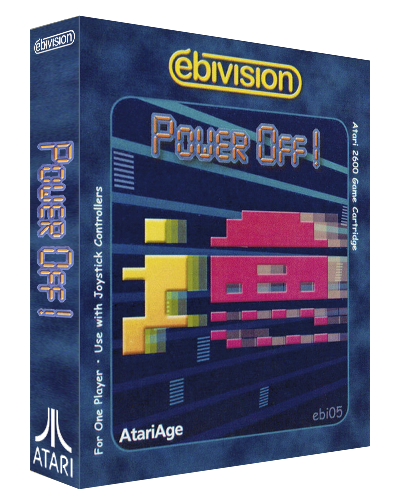 ebivision
POWER OFF!
ebivision
POWER OFF!
Atari 2600 Game Cartridge
For One Player • Use with Joystick Controllers
ebi05
AtariAge
ATARI